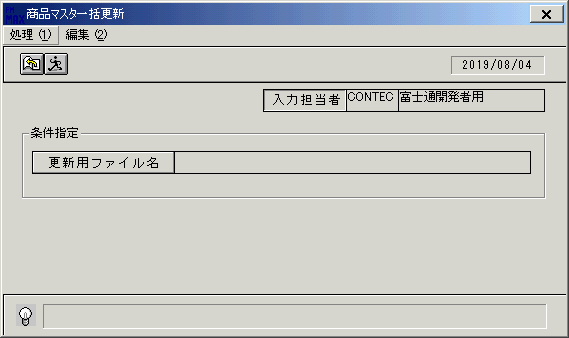 商品マスター括更新
処理(1) 編集(2)
2019/08/04
入力担当者 CONTEC 富士通開発者用
条件指定
更新用ファイル名